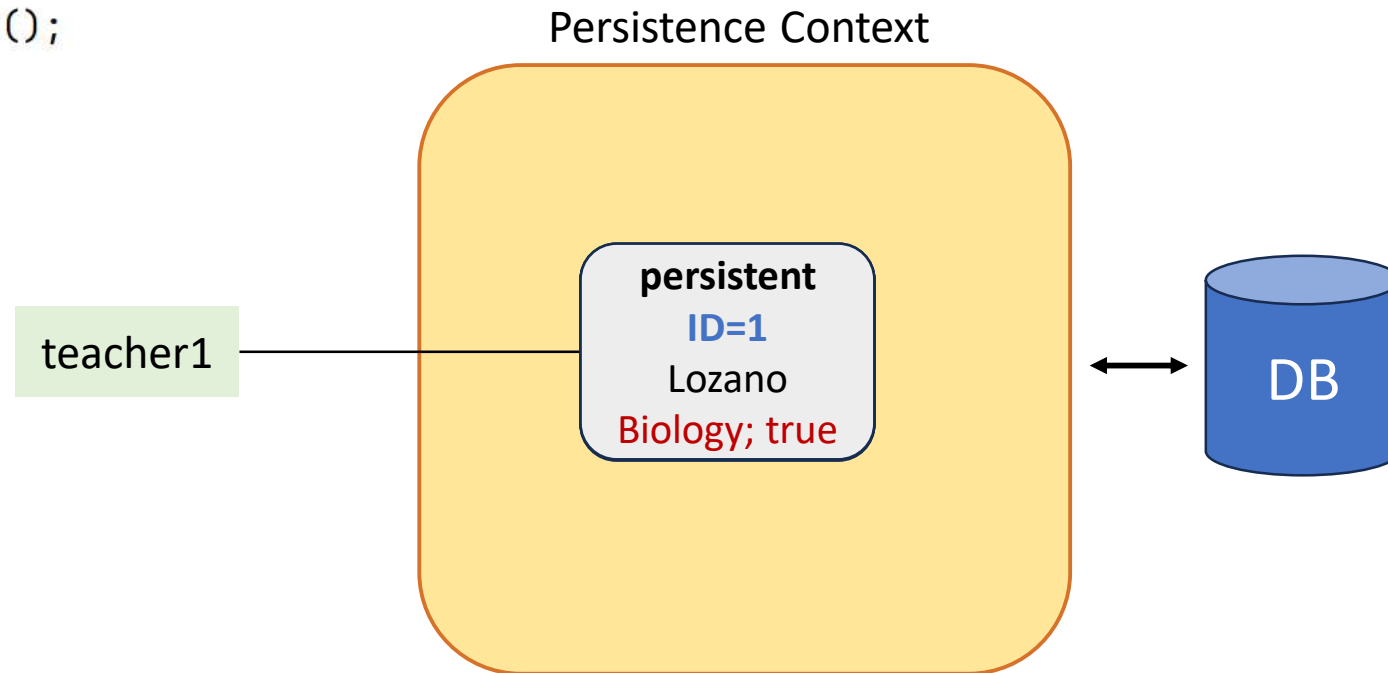 ();
Persistence Context
persistent
ID=1
Lozano
Biology; true
teacher1
DB